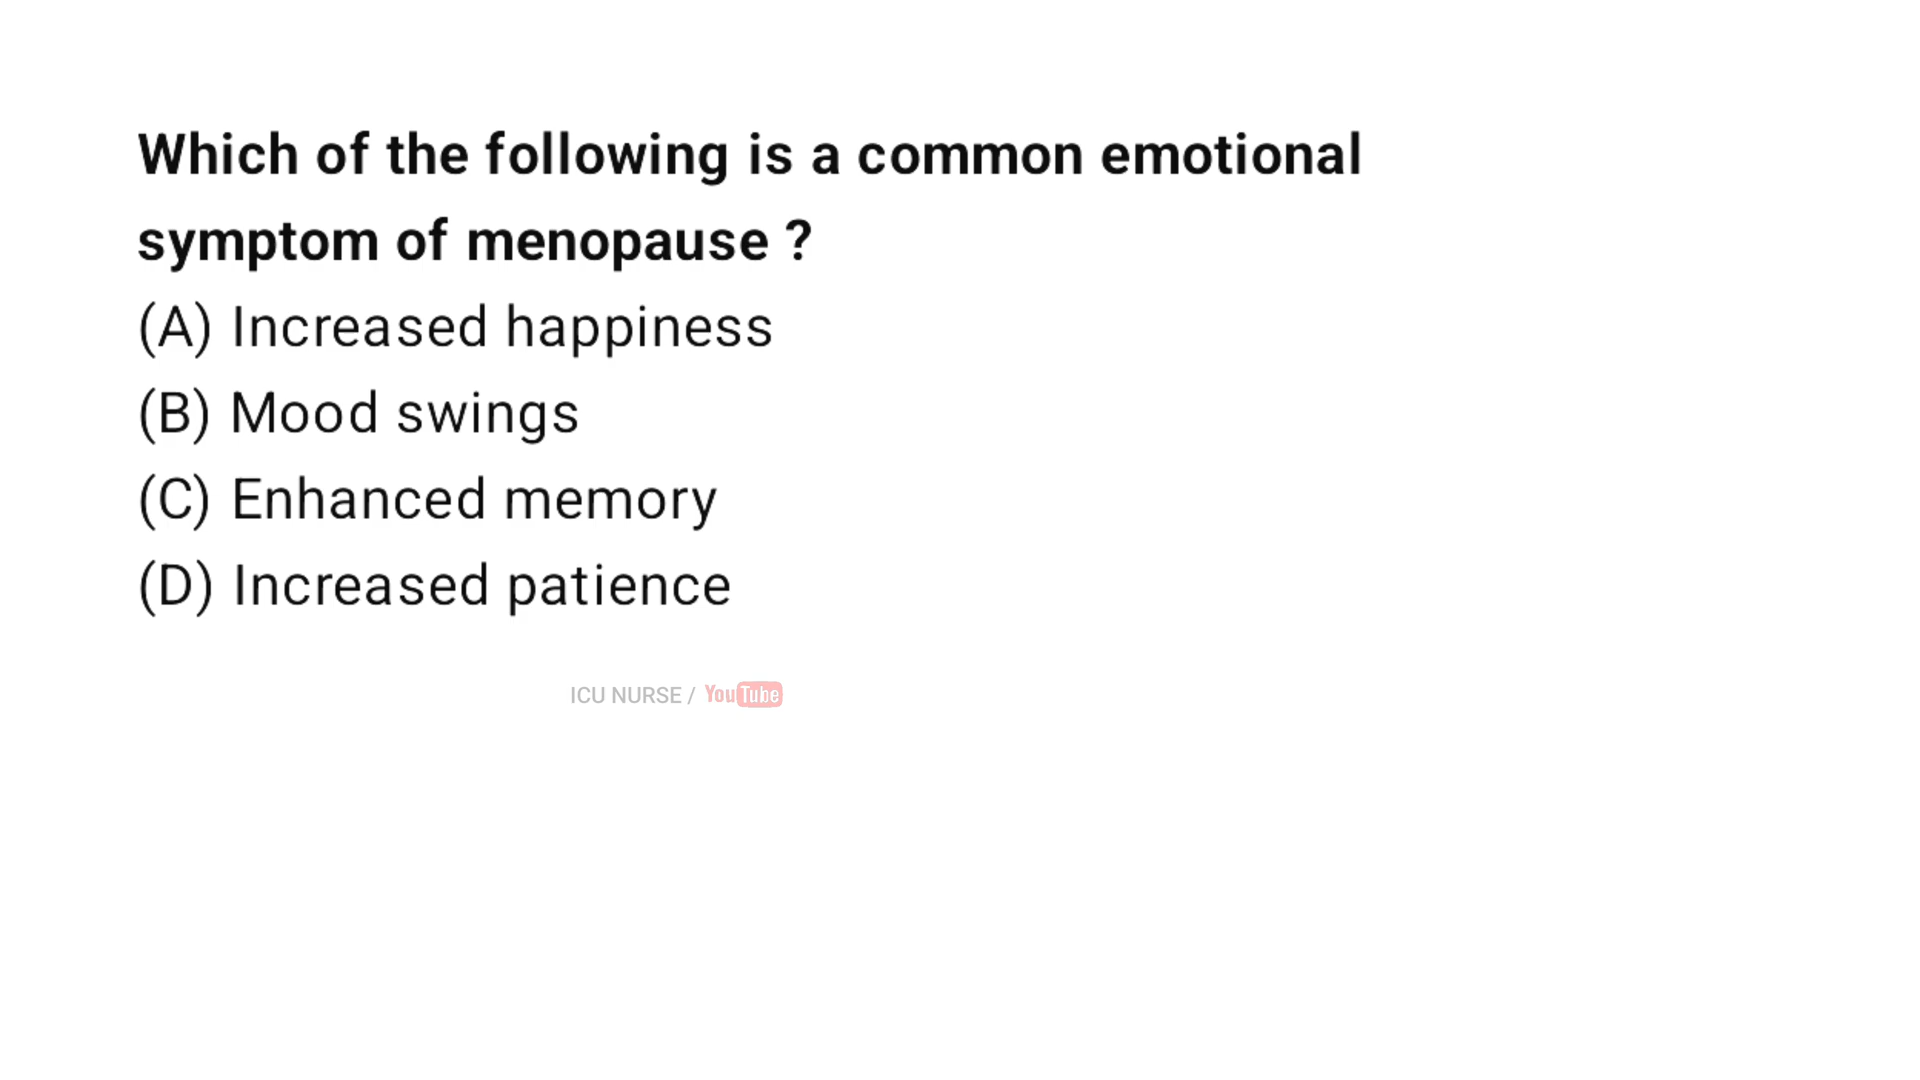 Which of the following is a common emotional
symptom of menopause ?
(A) Increased happiness
(B) Mood swings
(C) Enhanced memory
(D) Increased patience
ICU NURSE / YouTube